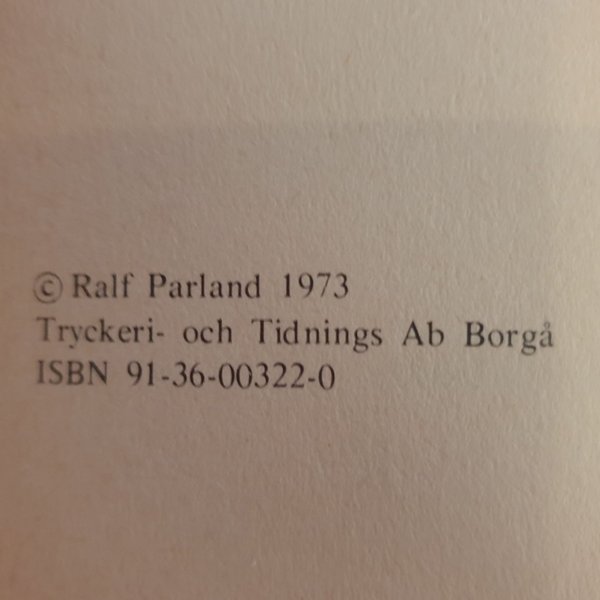 © Ralf Parland 1973
Tryckeri- och Tidnings Ab Borgå
ISBN 91-36-00322-0